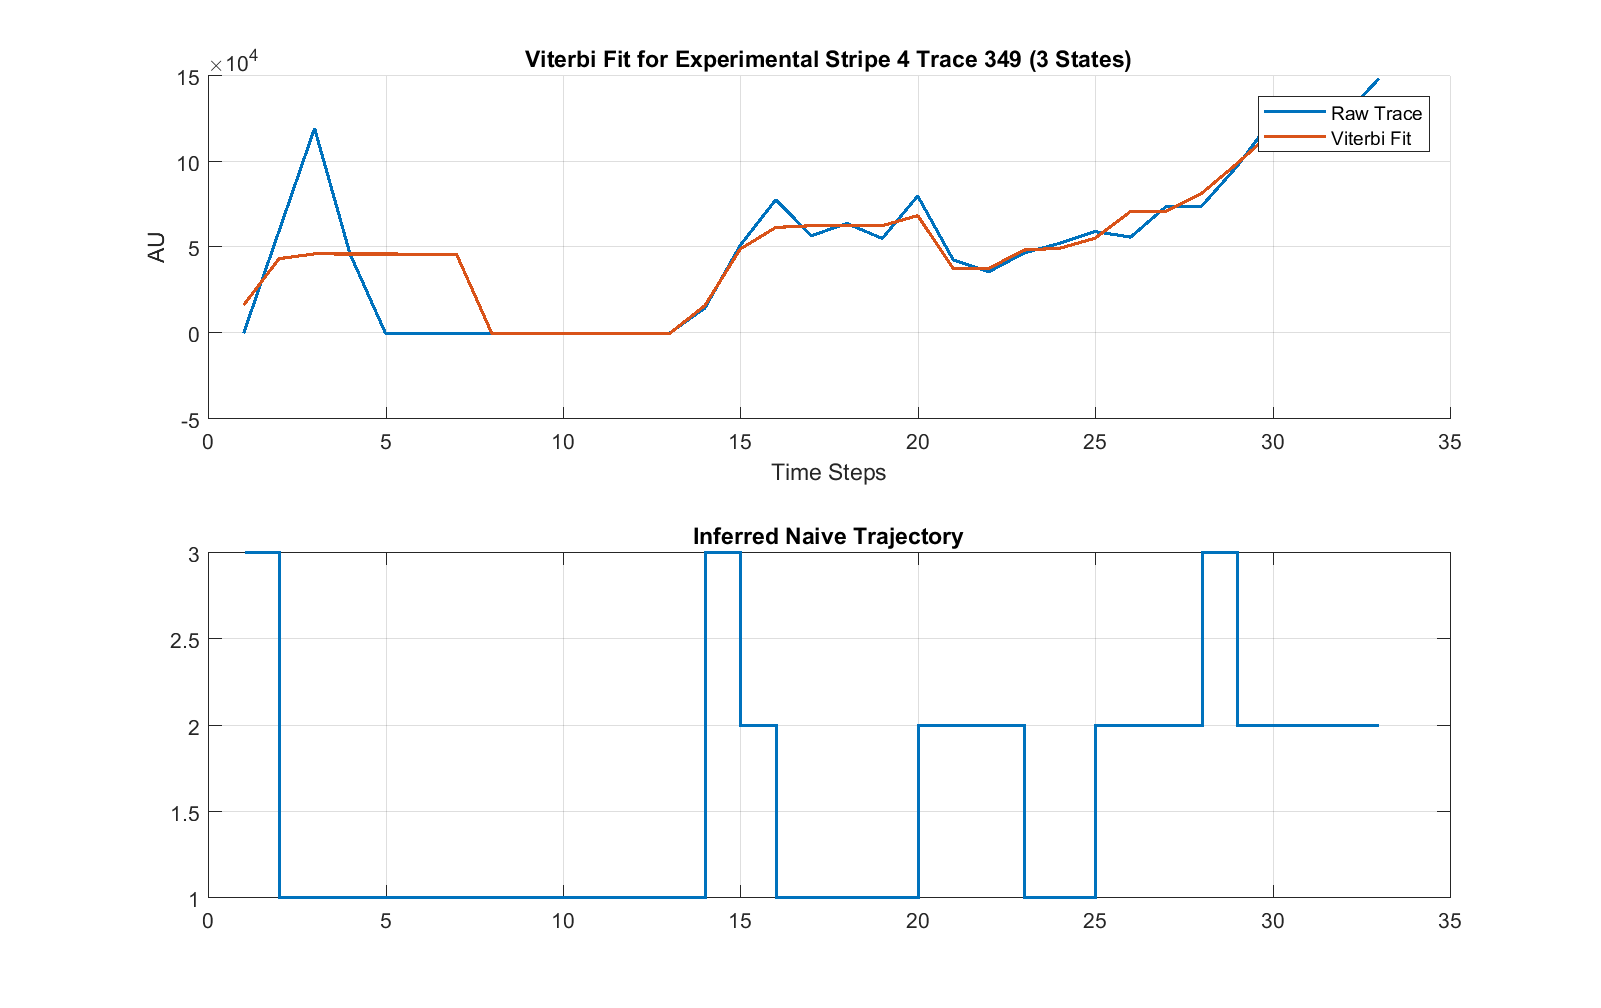 Viterbi Fit for Experimental Stripe 4 Trace 349 (3 States)
×10⁴
15
10
5
0
-5
AU
Raw Trace
Viterbi Fit
0 5 10 15 20 25 30 35
Time Steps
Inferred Naive Trajectory
3
2.5
2
1.5
1
0 5 10 15 20 25 30 35